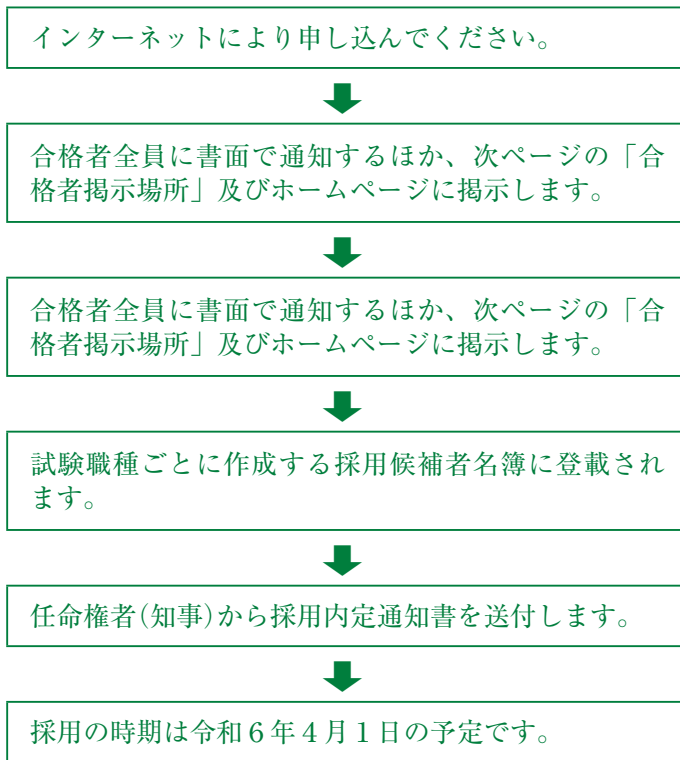 インターネットにより申し込んでください。
合格者全員に書面で通知するほか、次ページの「合
格者掲示場所」及びホームページに掲示します。
合格者全員に書面で通知するほか、次ページの「合
格者掲示場所」及びホームページに掲示します。
試験職種ごとに作成する採用候補者名簿に登載され
ます。
任命権者(知事)から採用内定通知書を送付します。
採用の時期は令和６年４月１日の予定です。